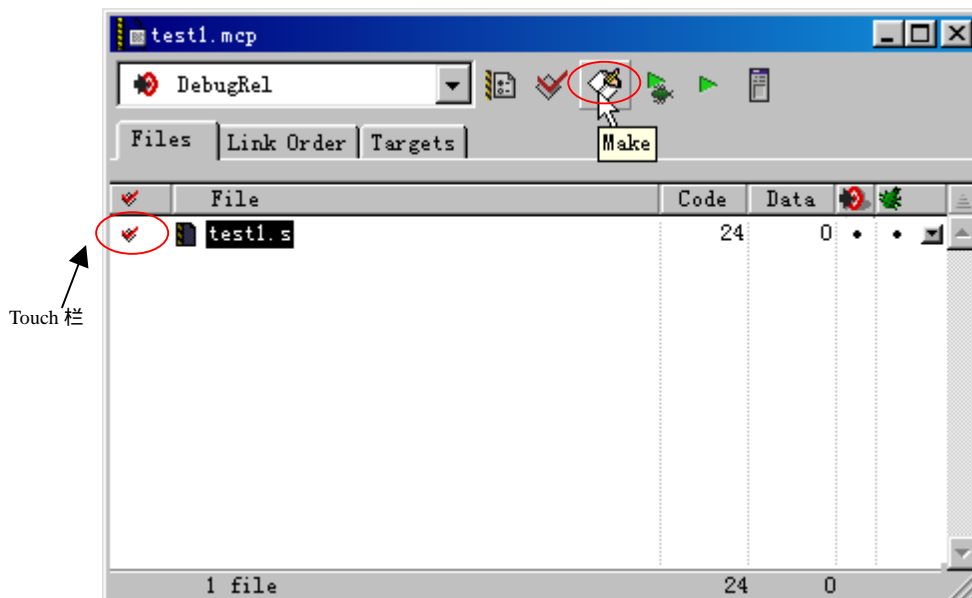 test1.mcp
DebugRel
Files Link Order Targets
Make
File Code Data
test1.s 24 0
Touch 栏
1 file 24 0